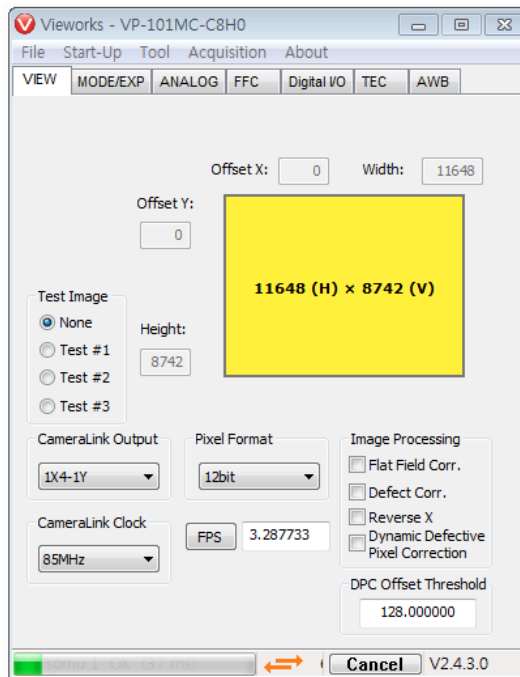 Vieworks - VP-101MC-C8H0
File Start-Up Tool Acquisition About
VIEW MODE/EXP ANALOG FFC Digital I/O TEC AWB
Offset X: 0 Width: 11648
Offset Y:
0
11648 (H) × 8742 (V)
Test Image
None
Test #1
Test #2
Test #3
Height:
8742
CameraLink Output
1X4-1Y
Pixel Format
12bit
Image Processing
Flat Field Corr.
Defect Corr.
Reverse X
Dynamic Defective
Pixel Correction
CameraLink Clock
85MHz
FPS 3.287733
DPC Offset Threshold
128.000000
OK (37 ms) Cancel V2.4.3.0